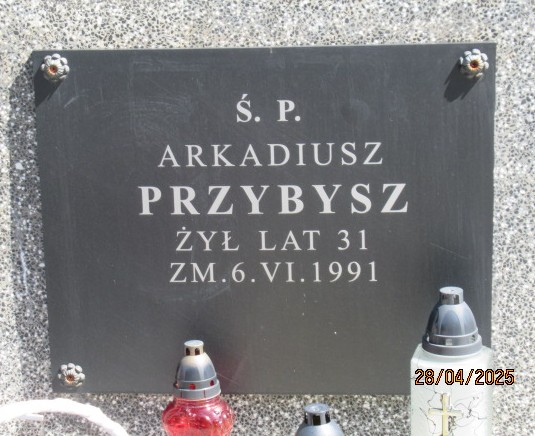 Ś. P.
ARKADIUSZ
PRZYBYSZ
ŻYŁ LAT 31
ZM.6.VI.1991
28/04/2025